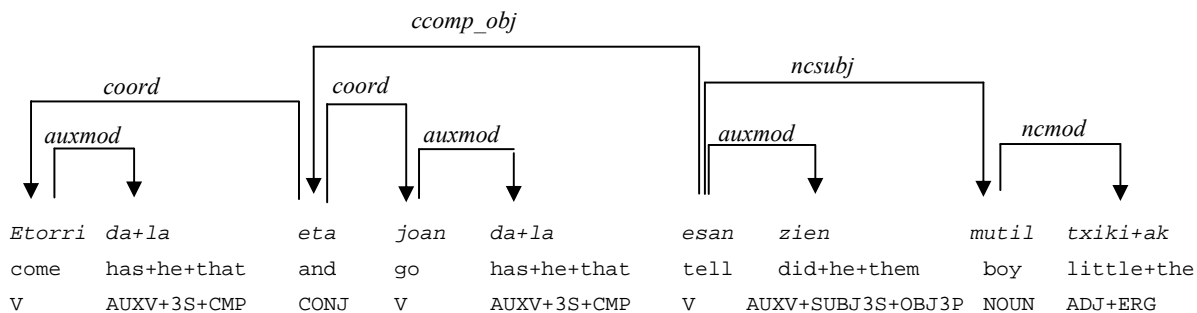 ccomp_obj
coord coord ncsubj
auxmod auxmod auxmod ncmod
Etorri da+la eta joan da+la esan zien mutil txiki+ak
come has+he+that and go has+he+that tell did+he+them boy little+the
V AUXV+3S+CMP CONJ V AUXV+3S+CMP V AUXV+SUBJ3S+OBJ3P NOUN ADJ+ERG